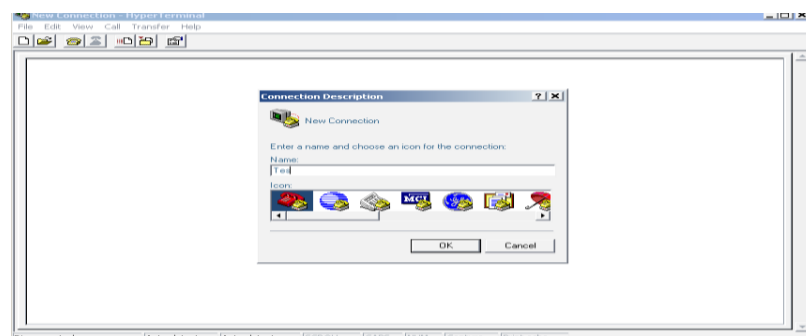 New Connection - HyperTerminal
File Edit View Call Transfer Help
Connection Description
New Connection
Enter a name and choose an icon for the connection:
Name:
Tes
Icon:
MCI
OK Cancel